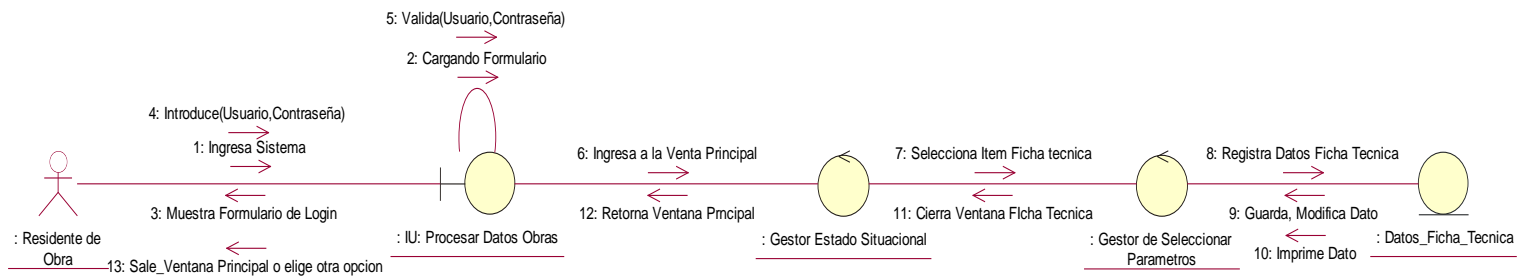 5: Valida(Usuario,Contraseña)
2: Cargando Formulario
4: Introduce(Usuario,Contraseña)
1: Ingresa Sistema
6: Ingresa a la Venta Principal
7: Selecciona Item Ficha tecnica
8: Registra Datos Ficha Tecnica
3: Muestra Formulario de Login
12: Retorna Ventana Prncipal
11: Cierra Ventana FIcha Tecnica
9: Guarda, Modifica Dato
: Residente de
Obra
: IU: Procesar Datos Obras
: Gestor Estado Situacional
: Gestor de Seleccionar
Parametros
: Datos_Ficha_Tecnica
10: Imprime Dato
13: Sale_Ventana Principal o elige otra opcion